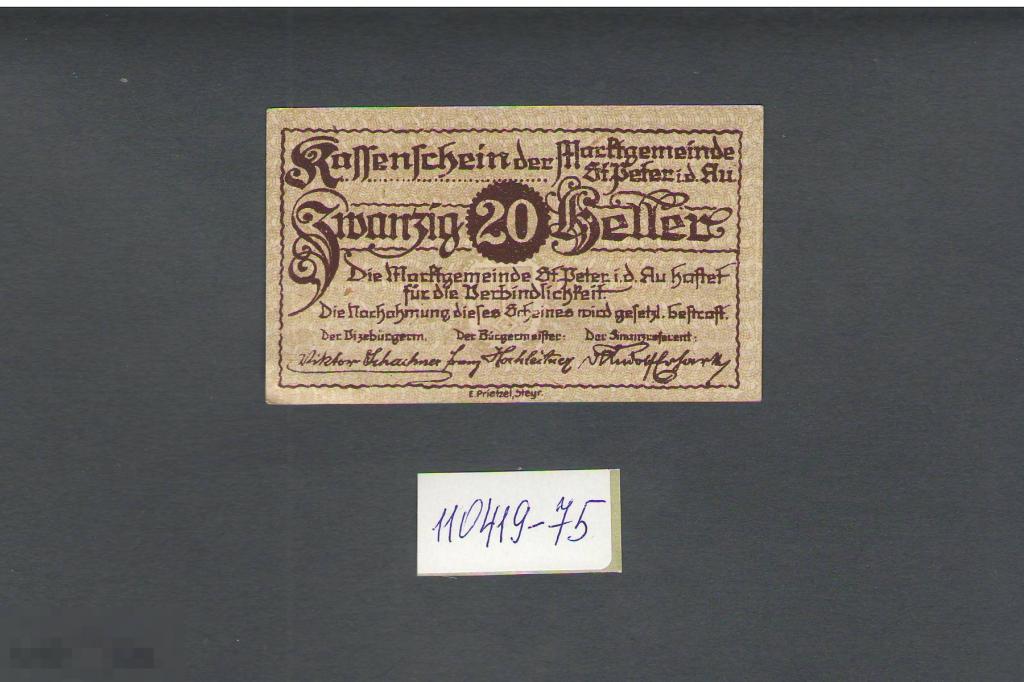 Kassenschein der Marktgemeinde
St. Peter i. d. Au
Zwanzig 20 Heller
Die Marktgemeinde St. Peter i. d. Au haftet
für die Verbindlichkeit.
Die Nachahmung dieses Scheines wird gesetzl. bestraft.
Der Vizebürgerm. Der Bürgermeister: Der Finanzreferent:
Viktor Schachner Hochleitner
E. Prietzel, Steyr.
110419-75